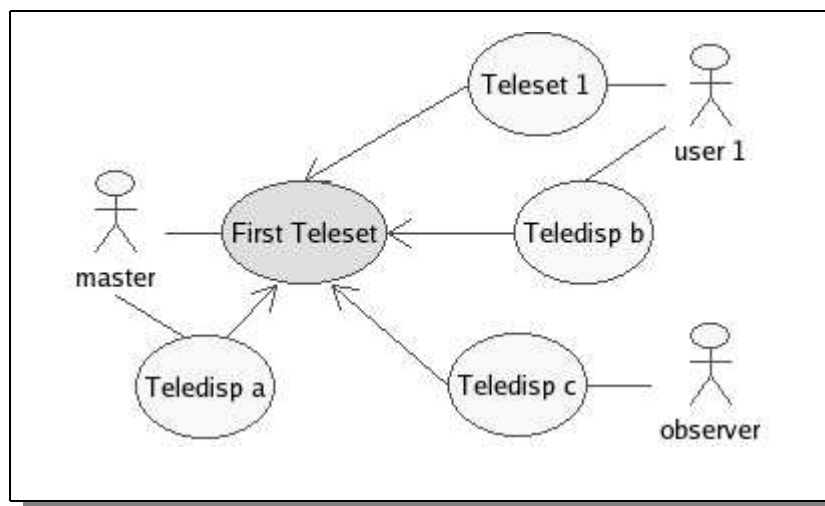 Teleset 1
user 1
First Teleset
Teledisp b
master
Teledisp a
Teledisp c
observer